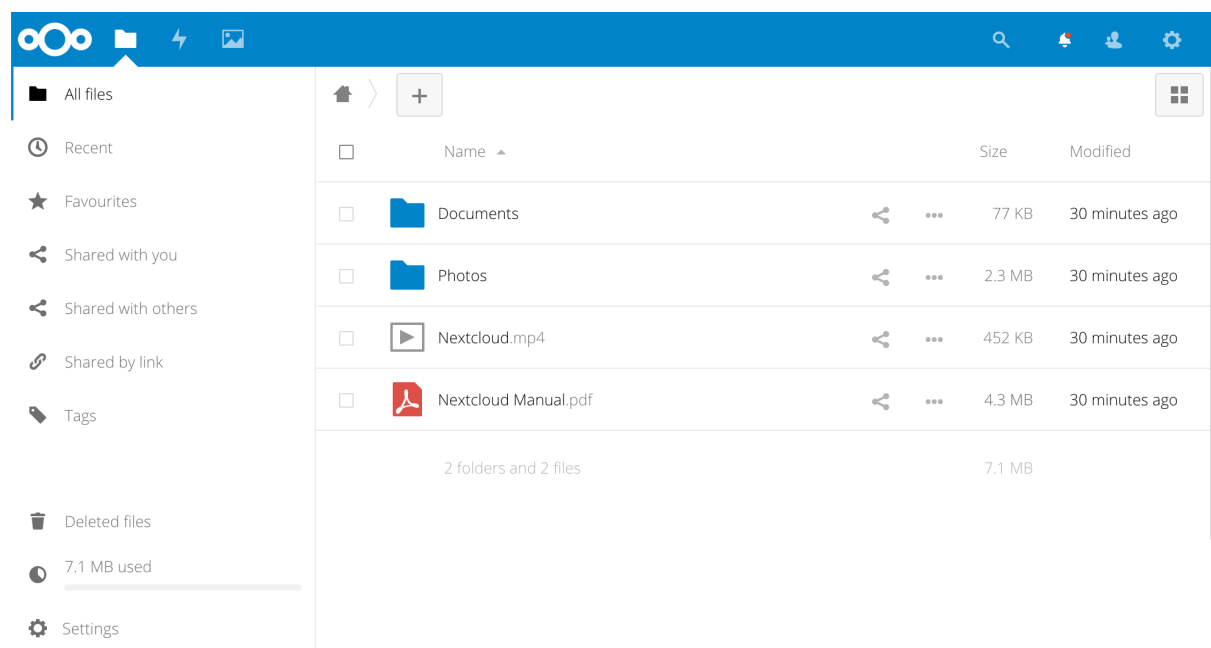 All files
Recent
Favourites
Shared with you
Shared with others
Shared by link
Tags
Deleted files
7.1 MB used
Settings
Name Size Modified
Documents 77 KB 30 minutes ago
Photos 2.3 MB 30 minutes ago
Nextcloud.mp4 452 KB 30 minutes ago
Nextcloud Manual.pdf 4.3 MB 30 minutes ago
2 folders and 2 files 7.1 MB